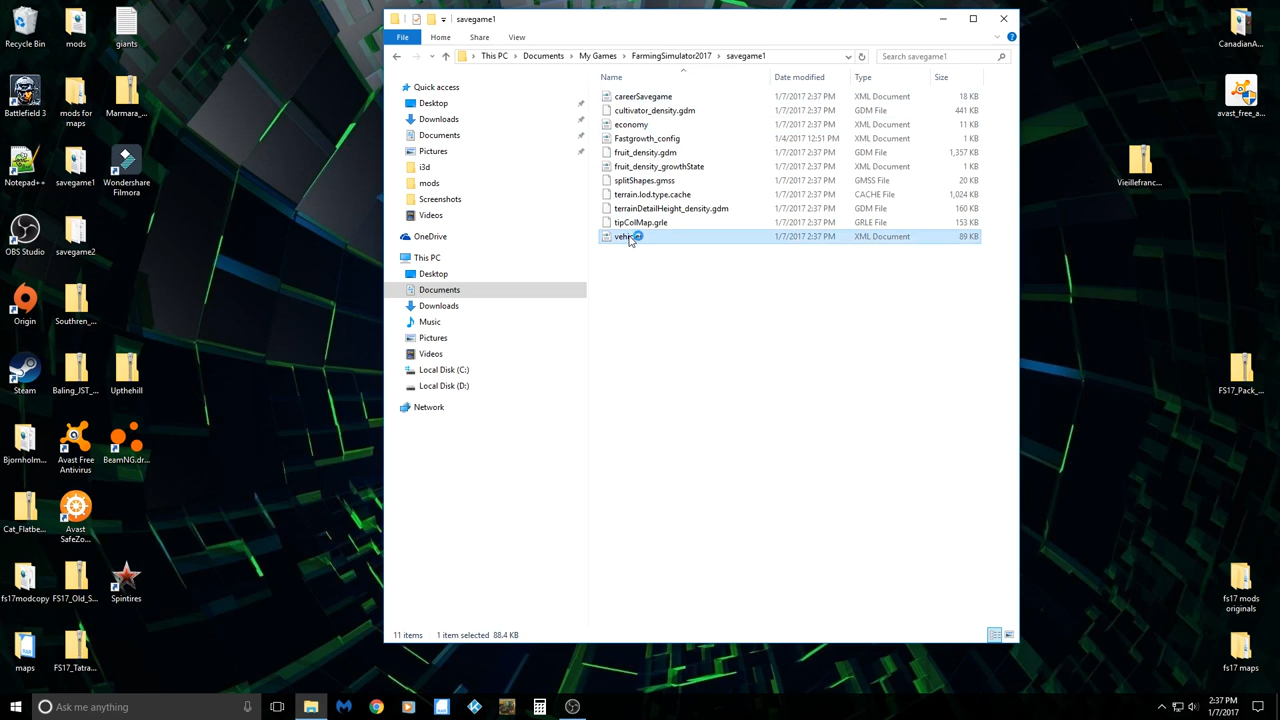 savegame1
File
Home
Share
View
This PC
Documents
My Games
FarmingSimulator2017
savegame1
Search savegame1
Quick access
Desktop
Downloads
Documents
Pictures
i3d
mods
Screenshots
Videos
OneDrive
This PC
Desktop
Documents
Downloads
Music
Pictures
Videos
Local Disk (C:)
Local Disk (D:)
Network
Name Date modified Type Size
careerSavegame 1/7/2017 2:37 PM XML Document 18 KB
cultivator_density.gdm 1/7/2017 2:37 PM GDM File 441 KB
economy 1/7/2017 2:37 PM XML Document 11 KB
Fastgrowth_config 1/4/2017 12:51 PM XML Document 1 KB
fruit_density.gdm 1/7/2017 2:37 PM GDM File 1,357 KB
fruit_density_growthState 1/7/2017 2:37 PM XML Document 1 KB
splitShapes.gmss 1/7/2017 2:37 PM GMSS File 20 KB
terrain.lod.type.cache 1/7/2017 2:37 PM CACHE File 1,024 KB
terrainDetailHeight_density.gdm 1/7/2017 2:37 PM GDM File 160 KB
tipColMap.grle 1/7/2017 2:37 PM GRLE File 153 KB
1/7/2017 2:37 PM XML Document 89 KB
11 items 1 item selected 88.4 KB
Recycle Bin
mods
giants
Battlefield 3
mods for
maps
Marmara_...
Notepad++
savegame1
Wondershare
Filmora
Studio
savegame2
Origin
Southren_...
Steam
Baling_JST_...
Upthehill
Bjornholm...
Avast Free
Antivirus
BeamNG.dr...
Cat_Flatbe...
Avast
SafeZo...
fs17modcopy
FS17_Old_S...
Spintires
maps
FS17_Tatra...
CanadianA...
avast_free_a...
Vieillefranc...
FS17_Pack_...
fs17 mods
originals
fs17 maps
Ask me anything
2:37 PM
1/7/2017